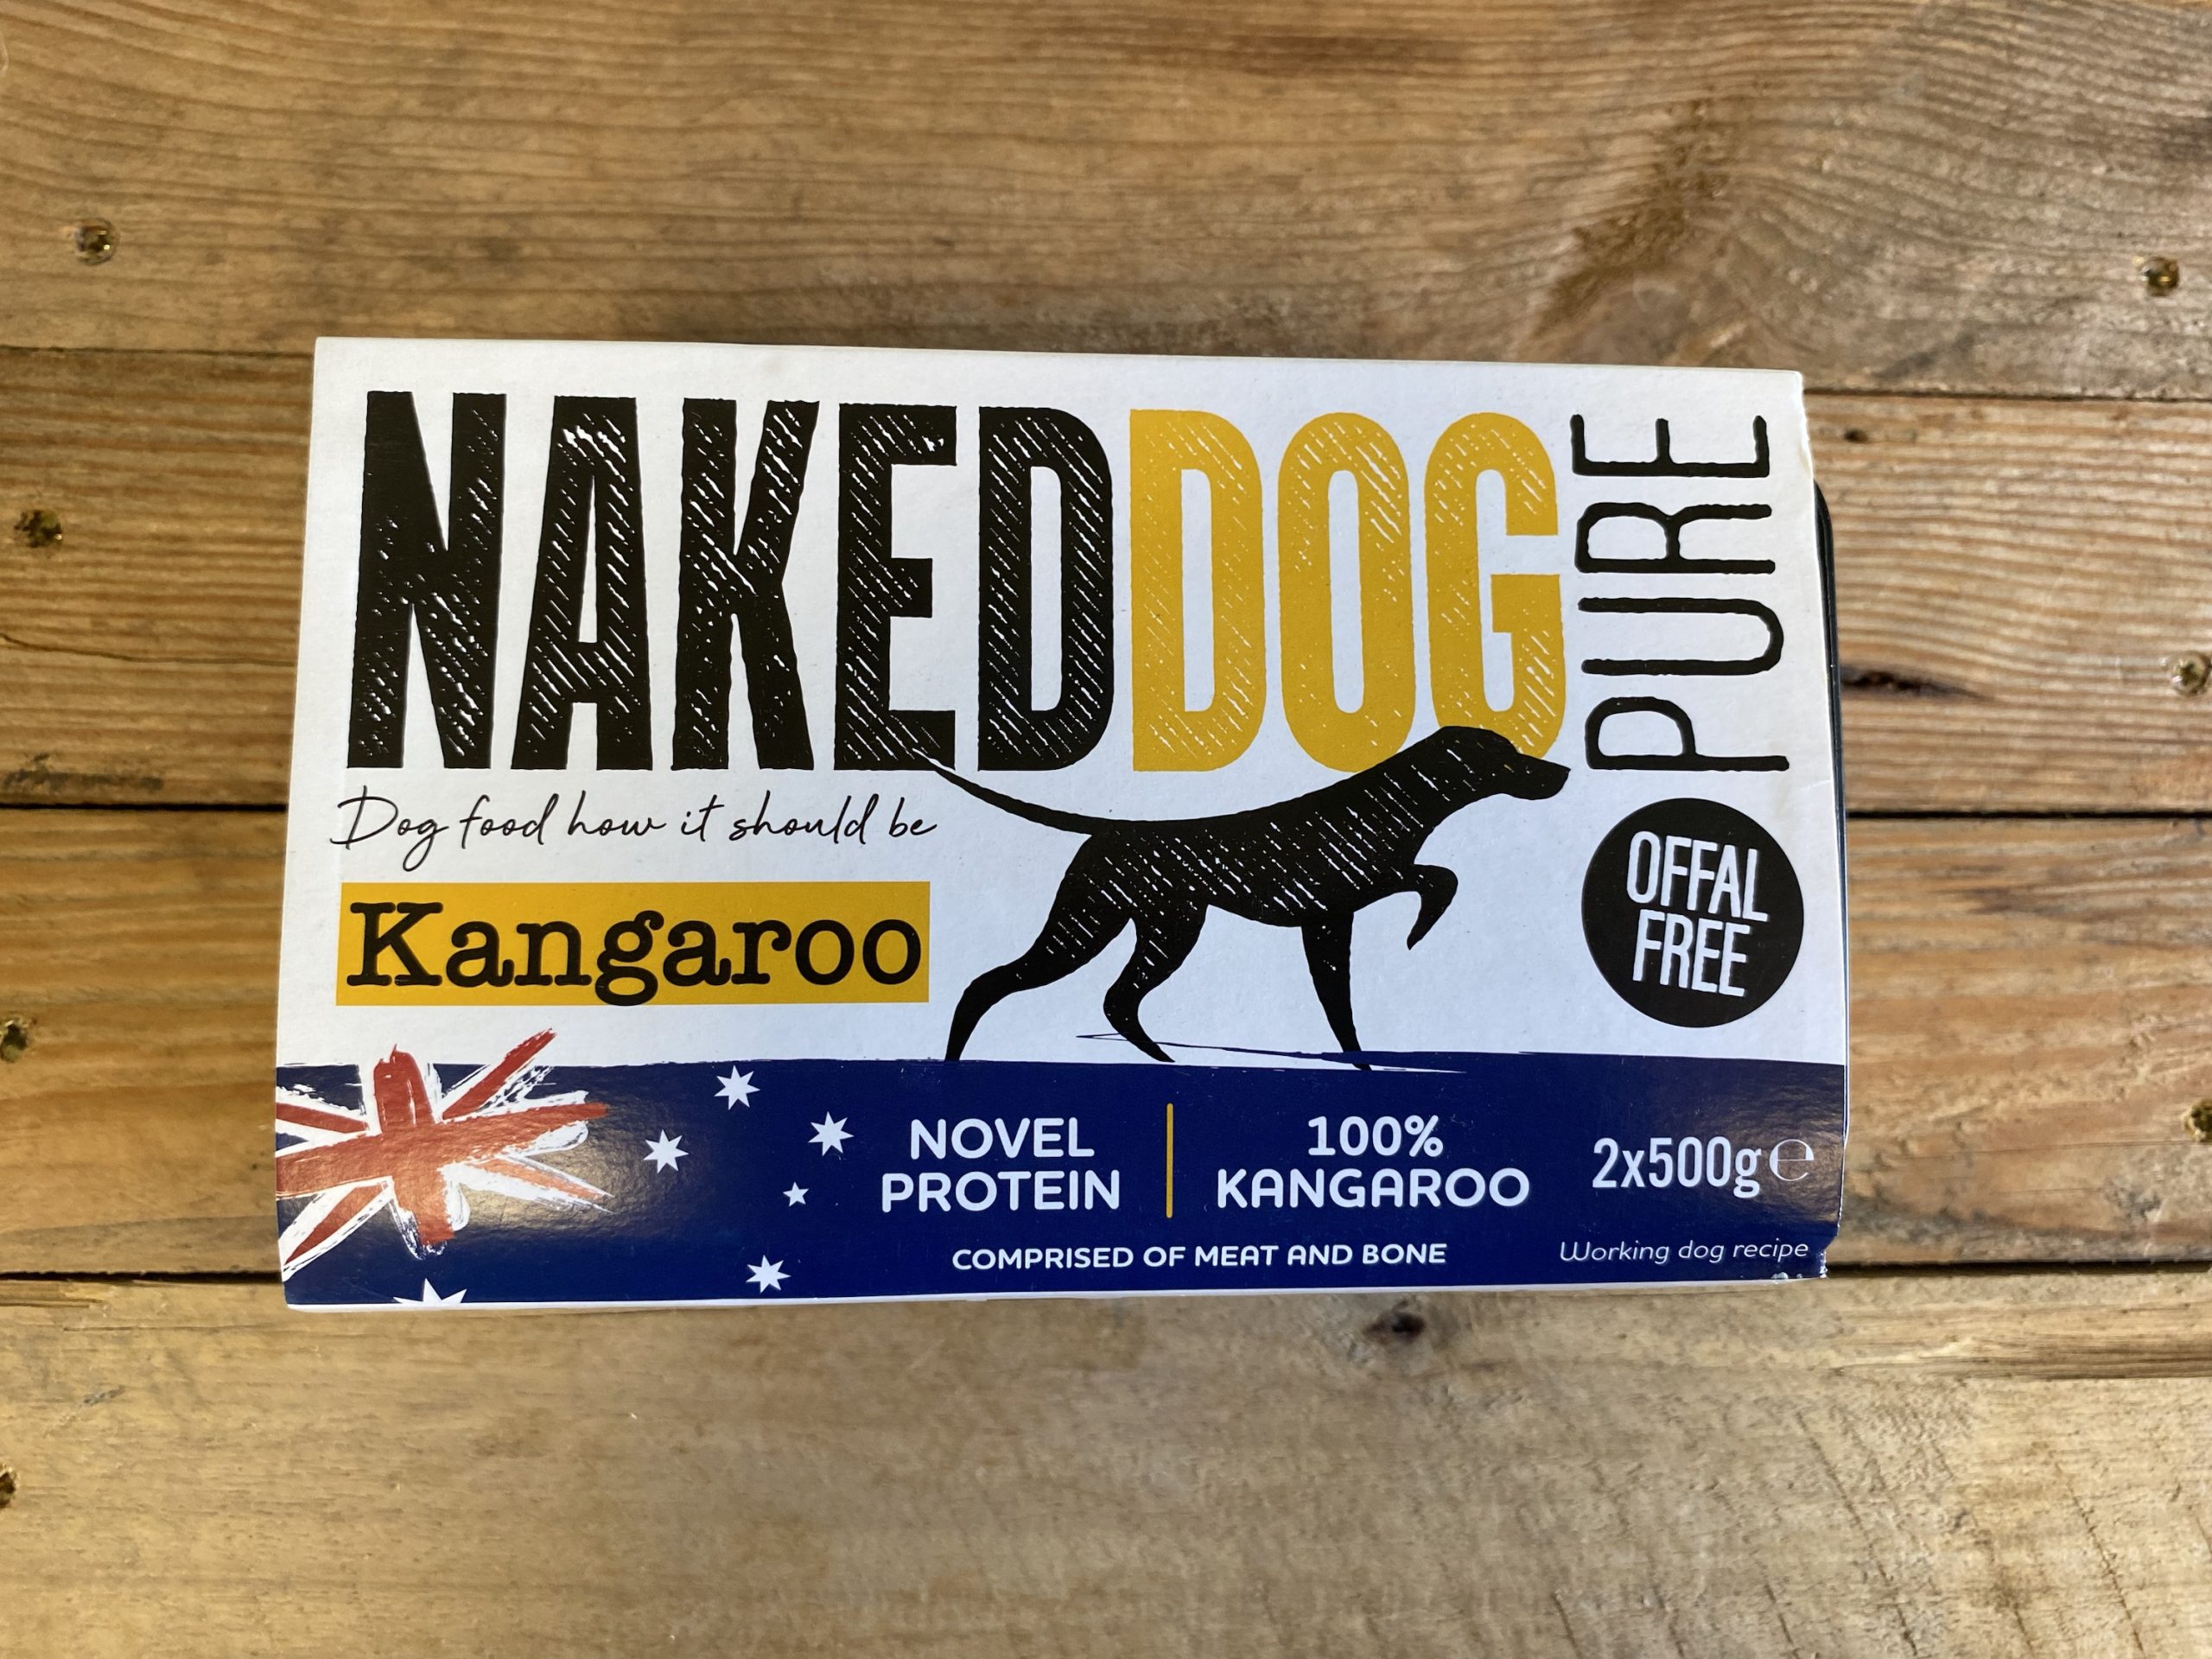 NAKEDDOG
PURE
Dog food how it should be
Kangaroo
OFFAL
FREE
NOVEL
PROTEIN
100%
KANGAROO
2x500g℮
COMPRISED OF MEAT AND BONE
Working dog recipe